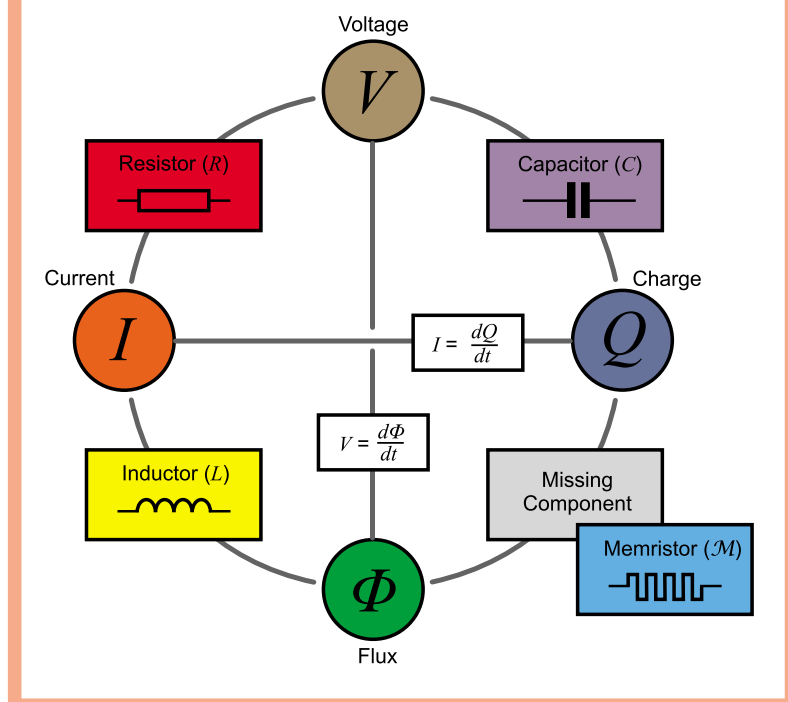 Voltage
V
Resistor (R)
Capacitor (C)
Current
Charge
I
Q
I = dQ/dt
V = dΦ/dt
Inductor (L)
Missing
Component
Memristor (ℳ)
Φ
Flux